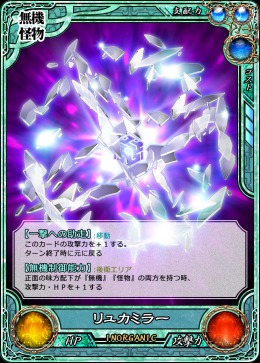 無機
怪物
支配力
コスト
【一撃への助走】:移動
このカードの攻撃力を+1する。
ターン終了時に元に戻る
【無機制御能力】:後衛エリア
正面の味方配下が『無機』『怪物』の両方を持つ時、
攻撃力・HPを+1する。
リュカミラー
HP
INORGANIC
攻撃力